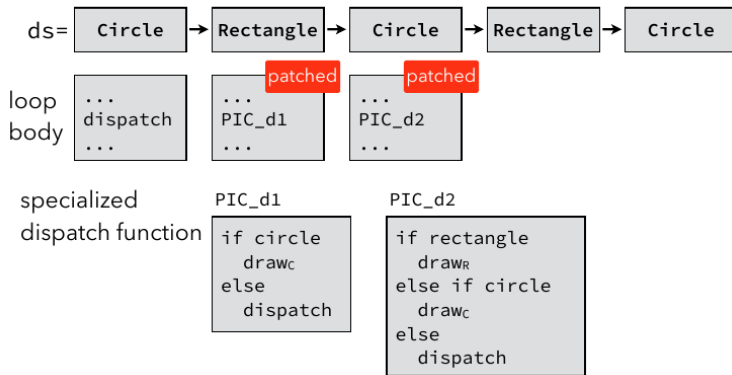 ds= Circle → Rectangle → Circle → Rectangle → Circle
patched patched
loop body
...
dispatch
...
...
PIC_d1
...
...
PIC_d2
...
specialized
dispatch function
PIC_d1
if circle
drawC
else
dispatch
PIC_d2
if rectangle
drawR
else if circle
drawC
else
dispatch